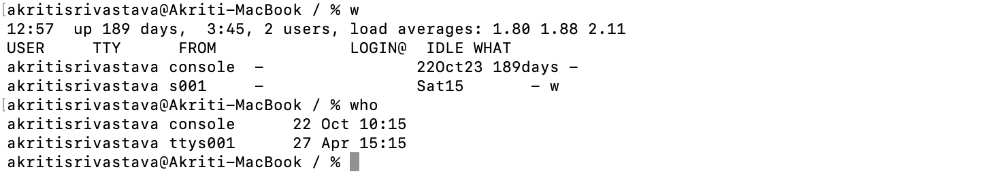 [akritisrivastava@Akriti-MacBook / % w
12:57  up 189 days,  3:45, 2 users, load averages: 1.80 1.88 2.11
USER     TTY      FROM              LOGIN@  IDLE WHAT
akritisrivastava console  -                22Oct23 189days -
akritisrivastava s001     -                Sat15       - w
[akritisrivastava@Akriti-MacBook / % who
akritisrivastava console      22 Oct 10:15
akritisrivastava ttys001      27 Apr 15:15
akritisrivastava@Akriti-MacBook / %